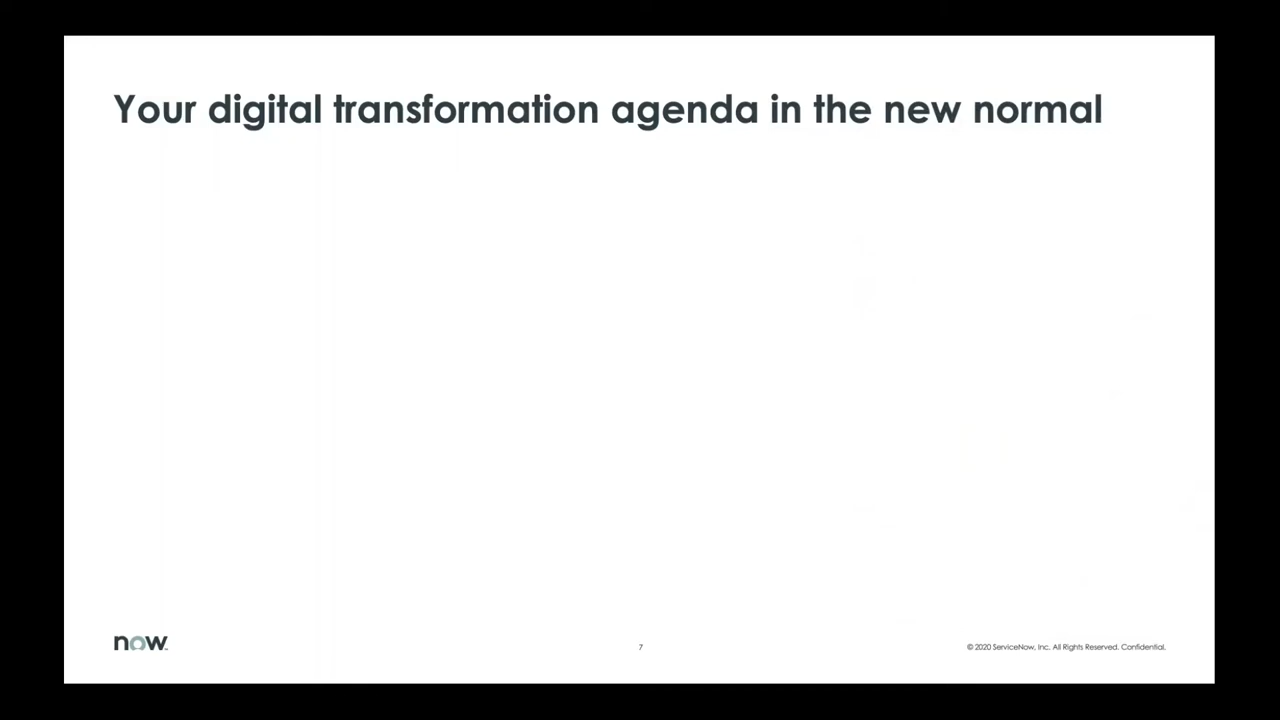 Your digital transformation agenda in the new normal
now
7
© 2020 ServiceNow, Inc. All Rights Reserved. Confidential.